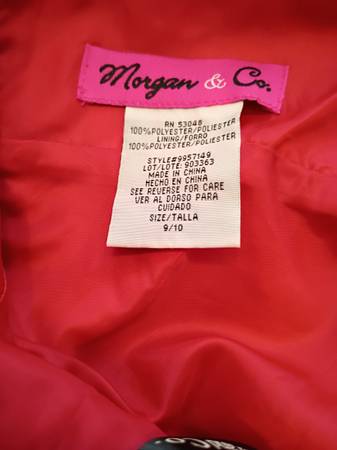 Morgan & Co.
RN 53048
100%POLYESTER/POLIESTER
LINING/FORRO
100%POLYESTER/POLIESTER
STYLE#9957149
LOT/LOTE: 903363
MADE IN CHINA
HECHO EN CHINA
SEE REVERSE FOR CARE
VER AL DORSO PARA
CUIDADO
SIZE/TALLA
9/10